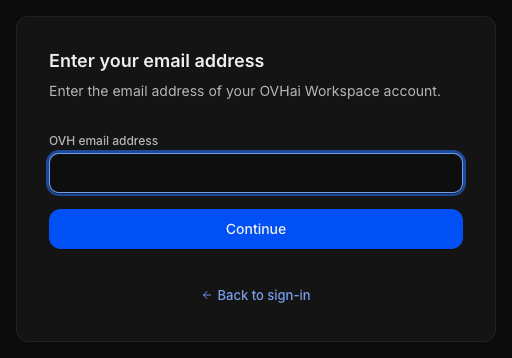 Enter your email address
Enter the email address of your OVHai Workspace account.
OVH email address
Continue
← Back to sign-in